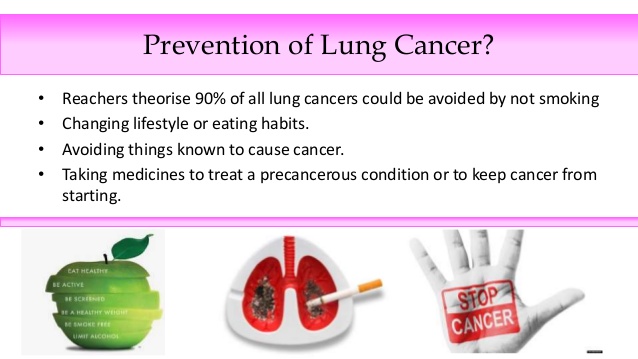 Prevention of Lung Cancer?
• Reachers theorise 90% of all lung cancers could be avoided by not smoking
• Changing lifestyle or eating habits.
• Avoiding things known to cause cancer.
• Taking medicines to treat a precancerous condition or to keep cancer from
starting.
EAT HEALTHY
BE ACTIVE
BE SCREENED
BE A HEALTHY WEIGHT
BE SMOKE FREE
LIMIT ALCOHOL
STOP
CANCER